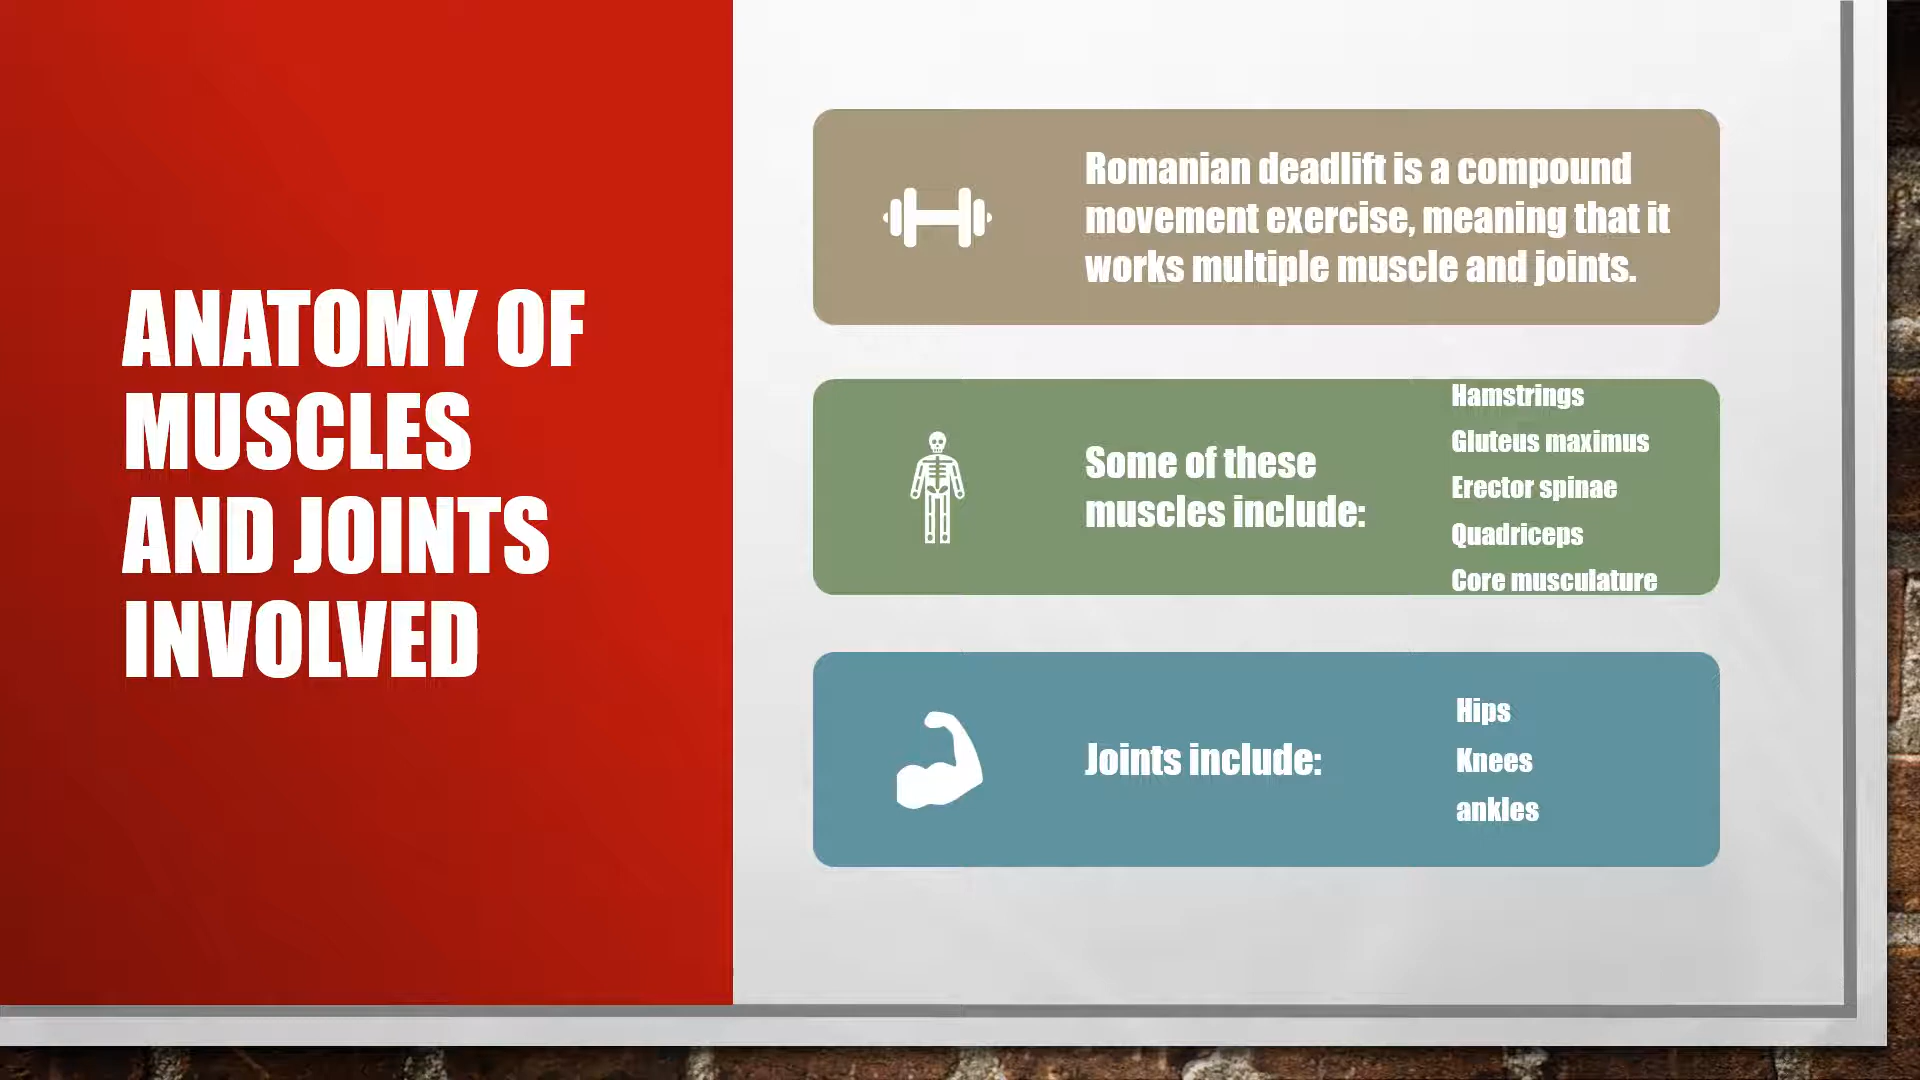 ANATOMY OF
MUSCLES
AND JOINTS
INVOLVED
Romanian deadlift is a compound
movement exercise, meaning that it
works multiple muscle and joints.
Some of these
muscles include:
Hamstrings
Gluteus maximus
Erector spinae
Quadriceps
Core musculature
Joints include:
Hips
Knees
ankles